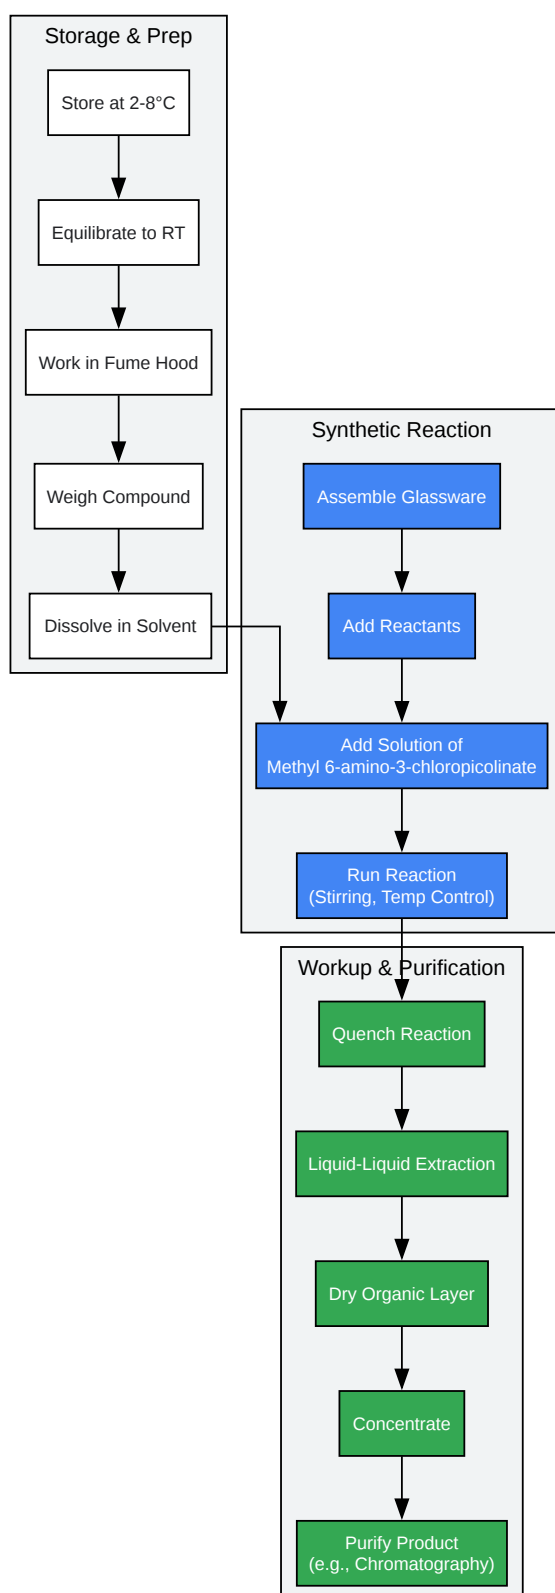 Storage & Prep
Store at 2-8°C
Equilibrate to RT
Work in Fume Hood
Weigh Compound
Dissolve in Solvent
Synthetic Reaction
Assemble Glassware
Add Reactants
Add Solution of
Methyl 6-amino-3-chloropicolinate
Run Reaction
(Stirring, Temp Control)
Workup & Purification
Quench Reaction
Liquid-Liquid Extraction
Dry Organic Layer
Concentrate
Purify Product
(e.g., Chromatography)